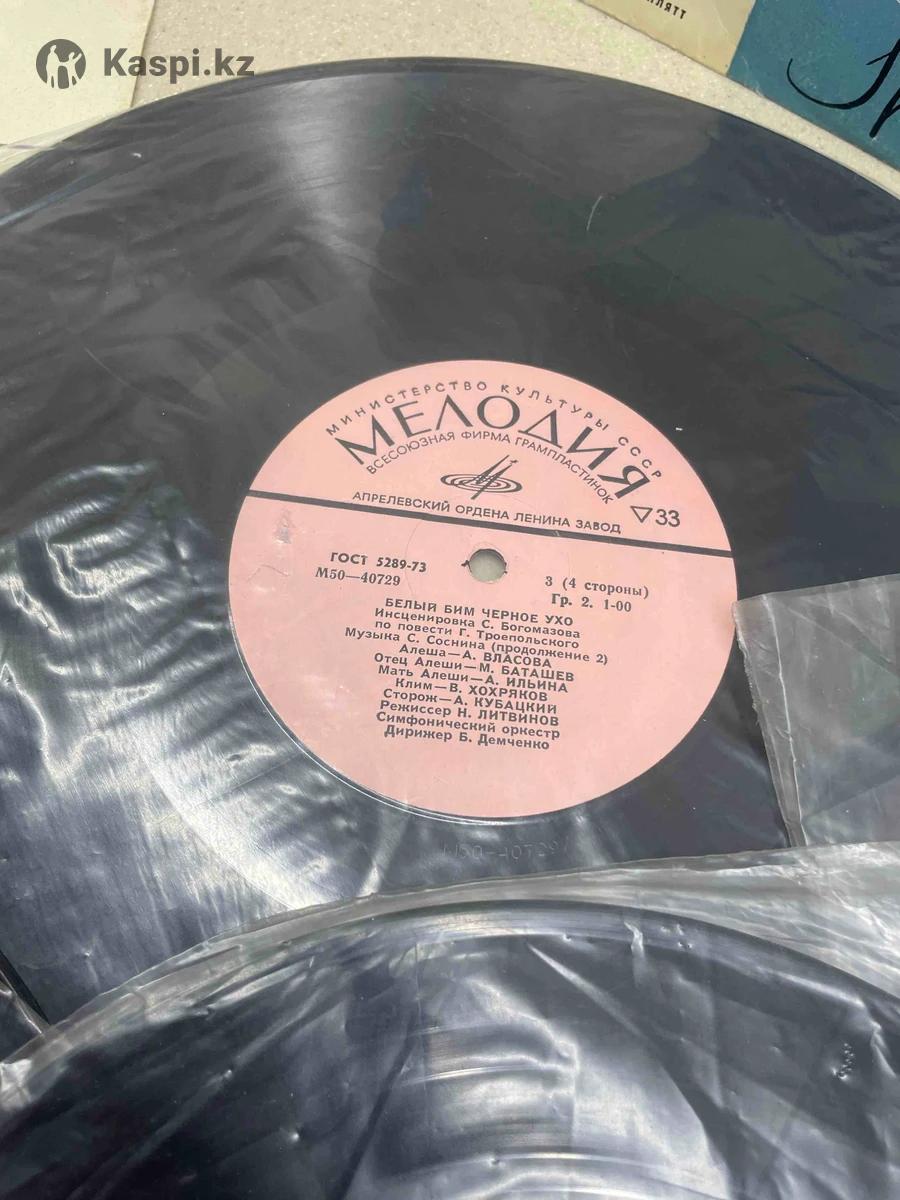 Kaspi.kz
МИНИСТЕРСТВО КУЛЬТУРЫ СССР
МЕЛОДИЯ
ВСЕСОЮЗНАЯ ФИРМА ГРАМПЛАСТИНОК
33
АПРЕЛЕВСКИЙ ОРДЕНА ЛЕНИНА ЗАВОД
ГОСТ 5289-73
М50—40729
3 (4 стороны)
Гр. 2. 1-00
БЕЛЫЙ БИМ ЧЕРНОЕ УХО
Инсценировка С. Богомазова
по повести Г. Троепольского
Музыка С. Соснина (продолжение 2)
Алеша—А. ВЛАСОВА
Отец Алеши—М. БАТАШЕВ
Мать Алеши—А. ИЛЬИНА
Клим—В. ХОХРЯКОВ
Сторож—А. КУБАЦКИЙ
Режиссер Н. ЛИТВИНОВ
Симфонический оркестр
Дирижер Б. Демченко